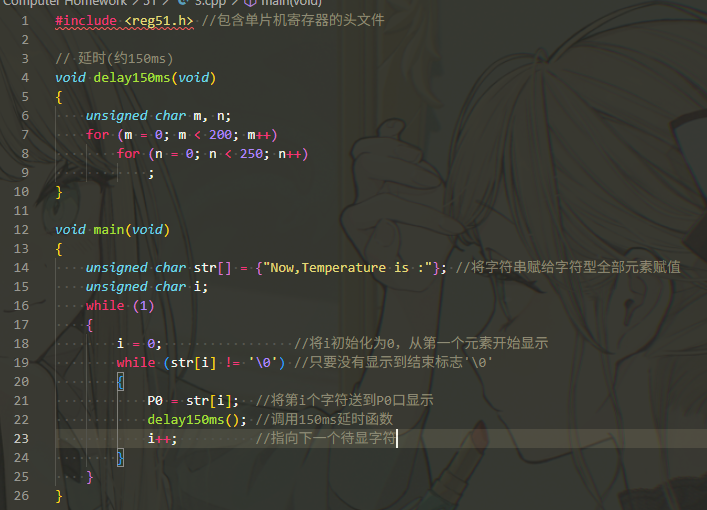 Computer Homework > 51 > S.cpp > main(void)
1 #include <reg51.h> //包含单片机寄存器的头文件
2
3 // 延时(约150ms)
4 void delay150ms(void)
5 {
6 unsigned char m, n;
7 for (m = 0; m < 200; m++)
8 for (n = 0; n < 250; n++)
9 ;
10 }
11
12 void main(void)
13 {
14 unsigned char str[] = {"Now,Temperature is :"}; //将字符串赋给字符型全部元素赋值
15 unsigned char i;
16 while (1)
17 {
18 i = 0; //将i初始化为0，从第一个元素开始显示
19 while (str[i] != '\0') //只要没有显示到结束标志'\0'
20 {
21 P0 = str[i]; //将第i个字符送到P0口显示
22 delay150ms(); //调用150ms延时函数
23 i++; //指向下一个待显字符
24 }
25 }
26 }